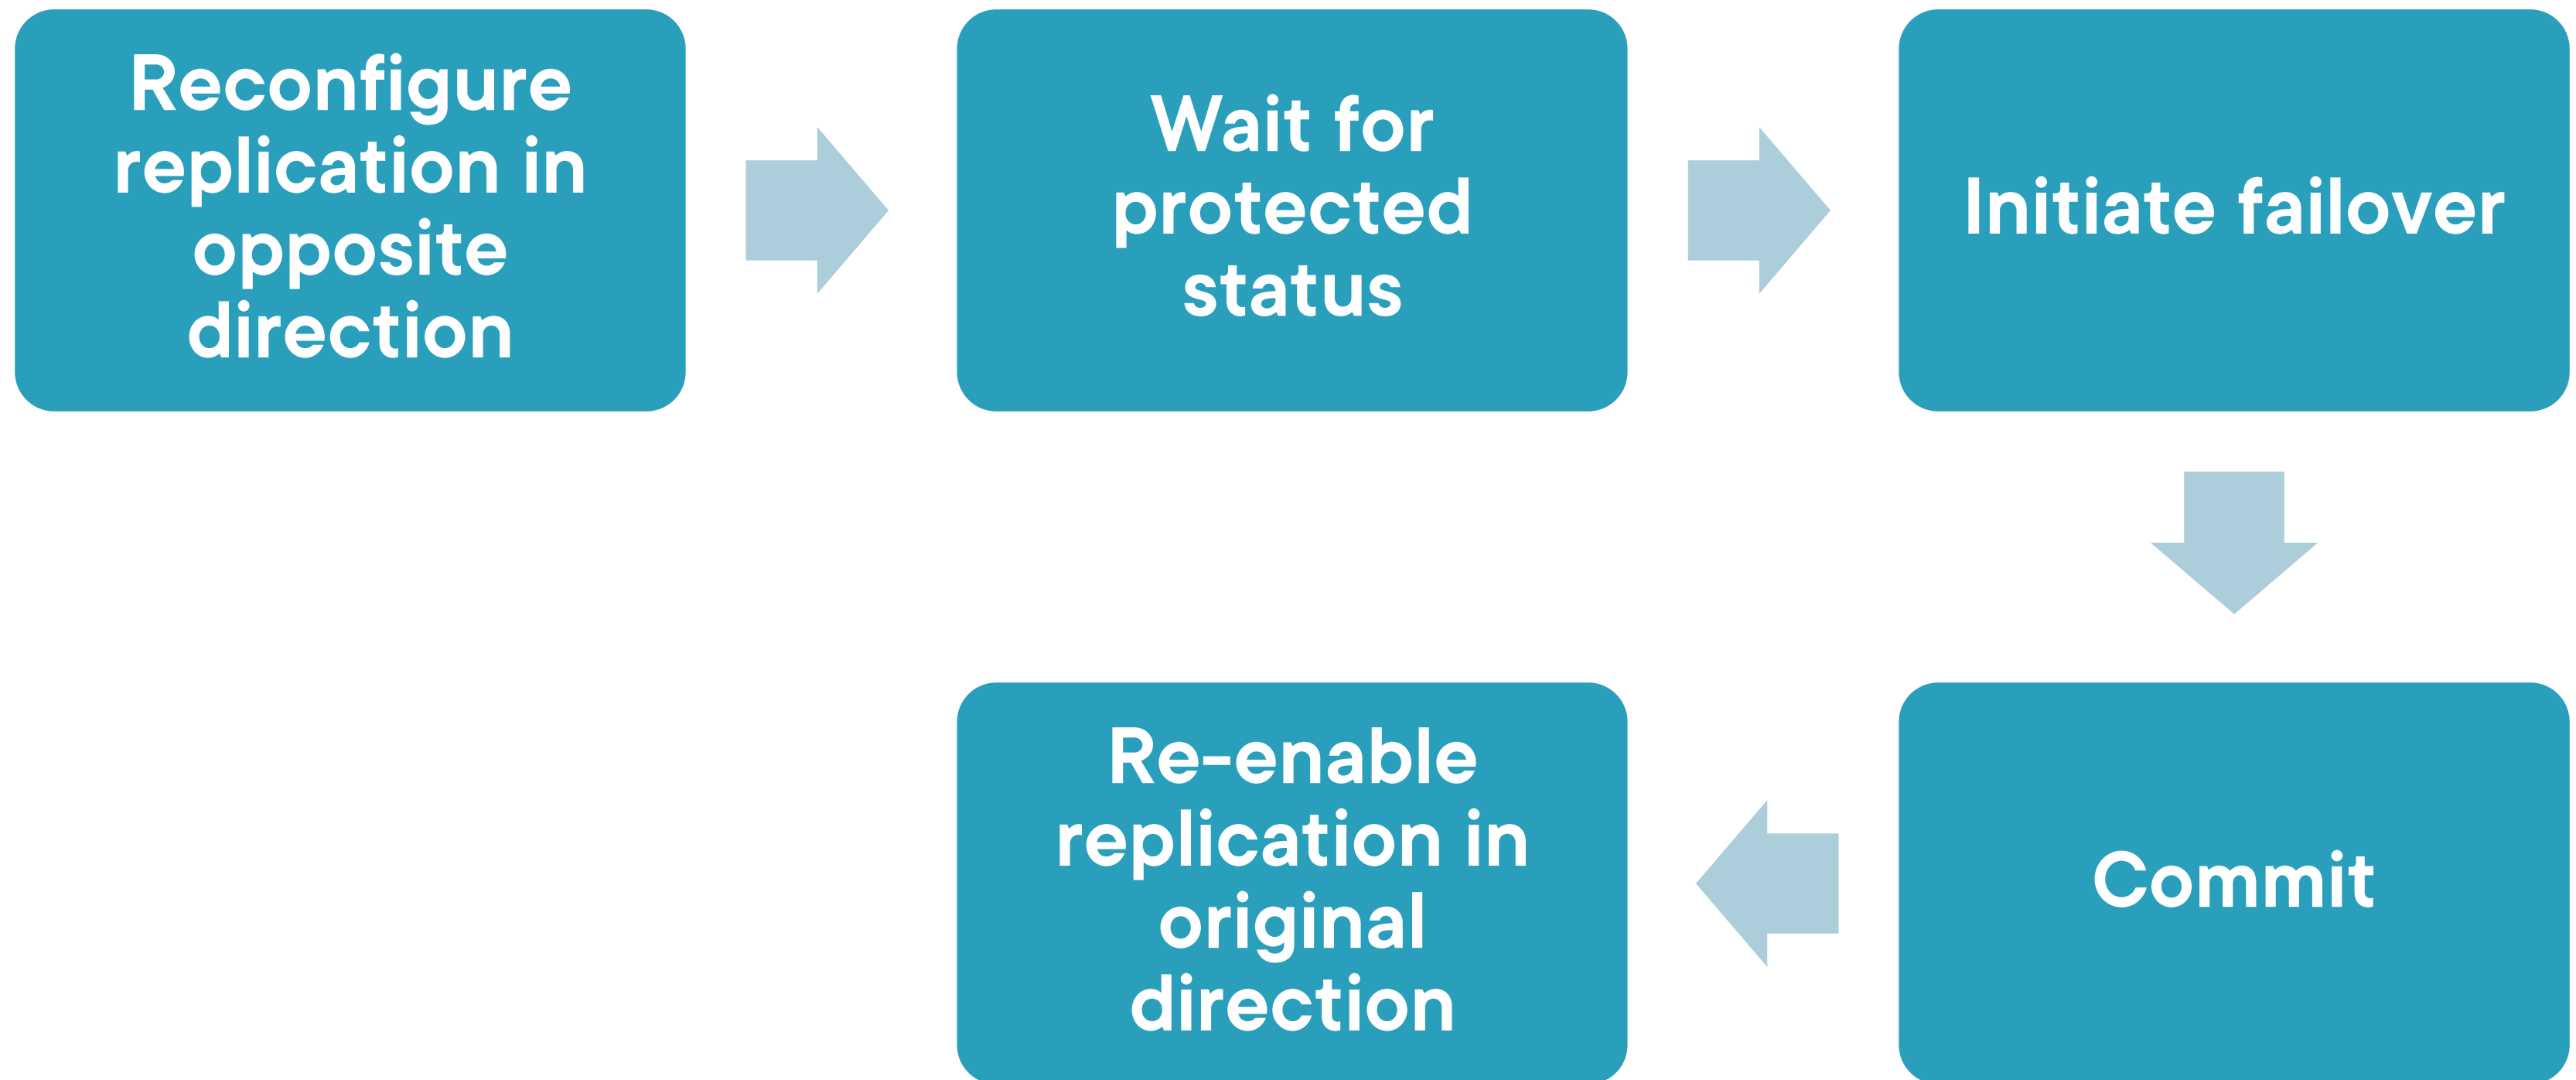 Reconfigure
replication in
opposite
direction
Wait for
protected
status
Initiate failover
Commit
Re-enable
replication in
original
direction